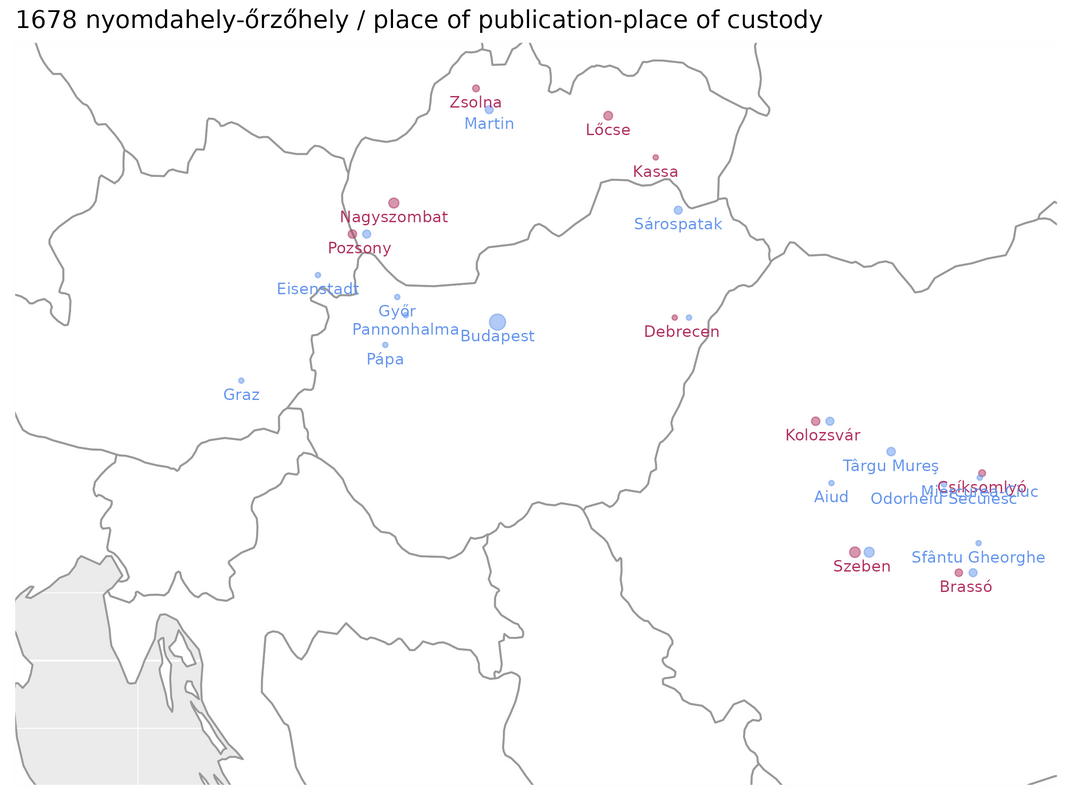 1678 nyomdahely-őrzőhely / place of publication-place of custody
Zsolna
Martin
Lőcse
Kassa
Nagyszombat
Sárospatak
Pozsony
Eisenstadt
Győr
Pannonhalma
Budapest
Debrecen
Pápa
Graz
Kolozsvár
Târgu Mureş
Csíksomlyó
Miercurea-Ciuc
Aiud
Odorheiu Secuiesc
Szeben
Sfântu Gheorghe
Brassó